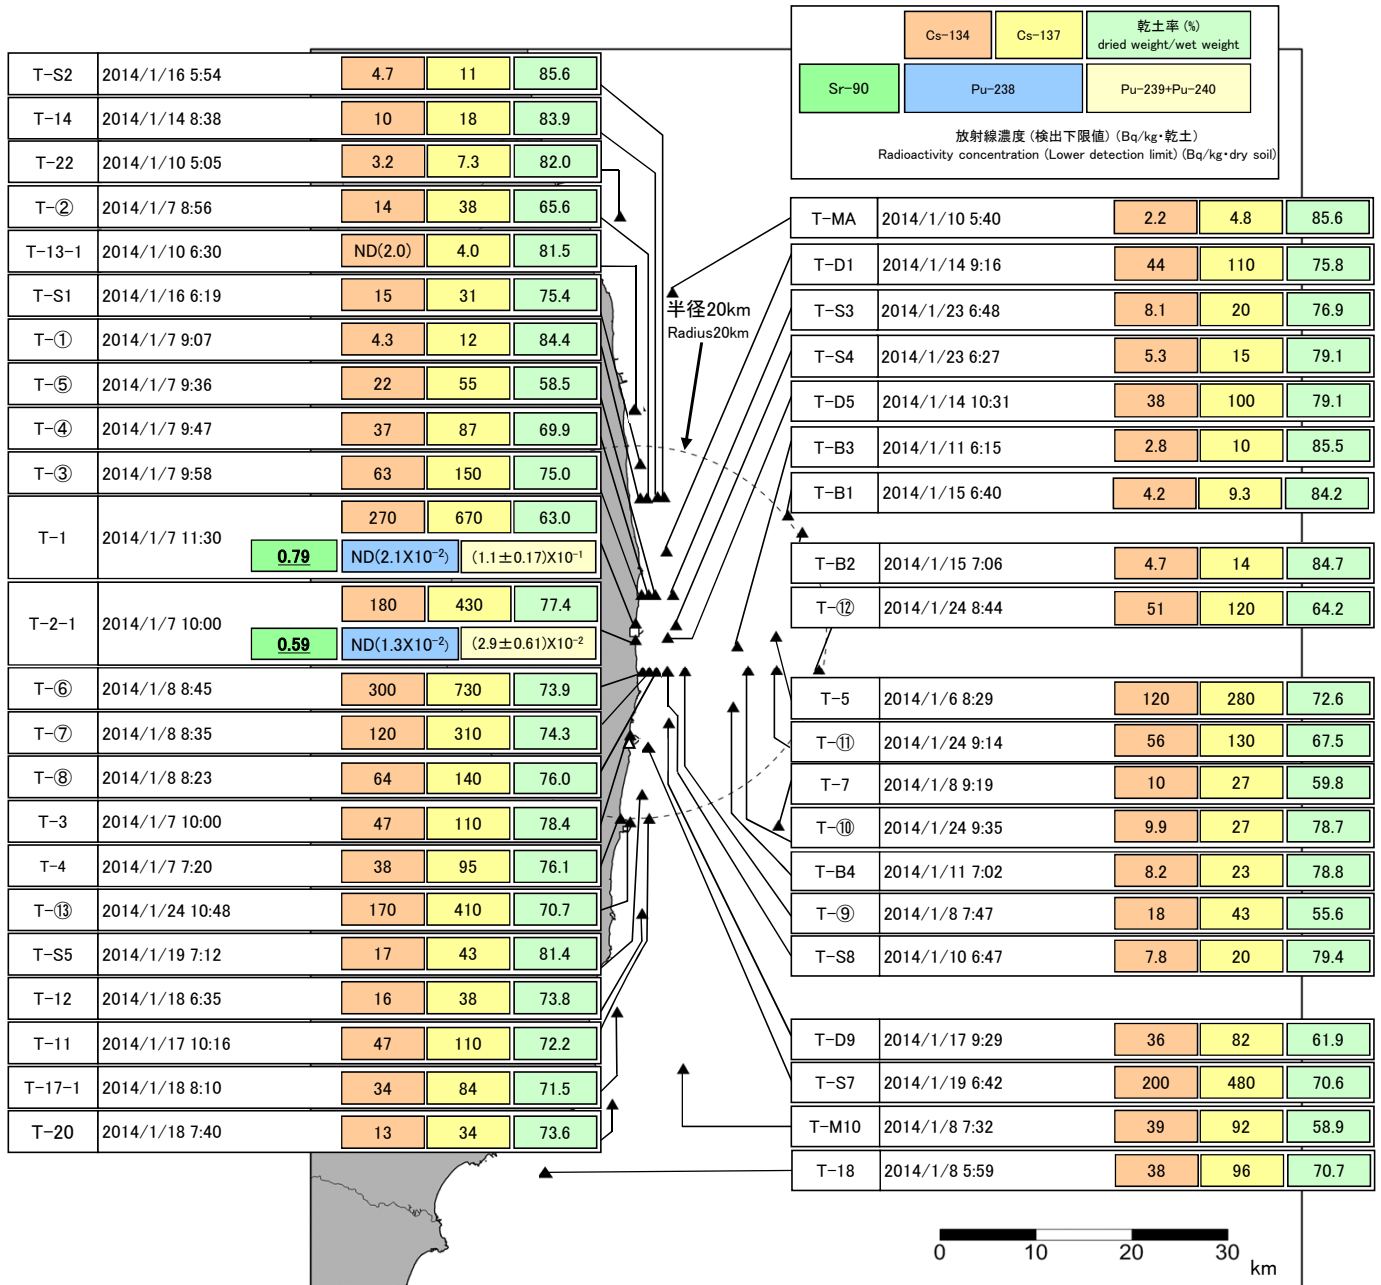 Cs-134 Cs-137 乾土率 (%)
dried weight/wet weight
Sr-90 Pu-238 Pu-239+Pu-240
放射線濃度 (検出下限値) (Bq/kg・乾土)
Radioactivity concentration (Lower detection limit) (Bq/kg・dry soil)
T-S2 2014/1/16 5:54 4.7 11 85.6
T-14 2014/1/14 8:38 10 18 83.9
T-22 2014/1/10 5:05 3.2 7.3 82.0
T-② 2014/1/7 8:56 14 38 65.6
T-13-1 2014/1/10 6:30 ND(2.0) 4.0 81.5
T-S1 2014/1/16 6:19 15 31 75.4
T-① 2014/1/7 9:07 4.3 12 84.4
T-⑤ 2014/1/7 9:36 22 55 58.5
T-④ 2014/1/7 9:47 37 87 69.9
T-③ 2014/1/7 9:58 63 150 75.0
T-1 2014/1/7 11:30 270 670 63.0
0.79 ND(2.1X10⁻²) (1.1±0.17)X10⁻¹
T-2-1 2014/1/7 10:00 180 430 77.4
0.59 ND(1.3X10⁻²) (2.9±0.61)X10⁻²
T-⑥ 2014/1/8 8:45 300 730 73.9
T-⑦ 2014/1/8 8:35 120 310 74.3
T-⑧ 2014/1/8 8:23 64 140 76.0
T-3 2014/1/7 10:00 47 110 78.4
T-4 2014/1/7 7:20 38 95 76.1
T-⑬ 2014/1/24 10:48 170 410 70.7
T-S5 2014/1/19 7:12 17 43 81.4
T-12 2014/1/18 6:35 16 38 73.8
T-11 2014/1/17 10:16 47 110 72.2
T-17-1 2014/1/18 8:10 34 84 71.5
T-20 2014/1/18 7:40 13 34 73.6
半径20km
Radius20km
T-MA 2014/1/10 5:40 2.2 4.8 85.6
T-D1 2014/1/14 9:16 44 110 75.8
T-S3 2014/1/23 6:48 8.1 20 76.9
T-S4 2014/1/23 6:27 5.3 15 79.1
T-D5 2014/1/14 10:31 38 100 79.1
T-B3 2014/1/11 6:15 2.8 10 85.5
T-B1 2014/1/15 6:40 4.2 9.3 84.2
T-B2 2014/1/15 7:06 4.7 14 84.7
T-⑫ 2014/1/24 8:44 51 120 64.2
T-5 2014/1/6 8:29 120 280 72.6
T-⑪ 2014/1/24 9:14 56 130 67.5
T-7 2014/1/8 9:19 10 27 59.8
T-⑩ 2014/1/24 9:35 9.9 27 78.7
T-B4 2014/1/11 7:02 8.2 23 78.8
T-⑨ 2014/1/8 7:47 18 43 55.6
T-S8 2014/1/10 6:47 7.8 20 79.4
T-D9 2014/1/17 9:29 36 82 61.9
T-S7 2014/1/19 6:42 200 480 70.6
T-M10 2014/1/8 7:32 39 92 58.9
T-18 2014/1/8 5:59 38 96 70.7
0 10 20 30
km